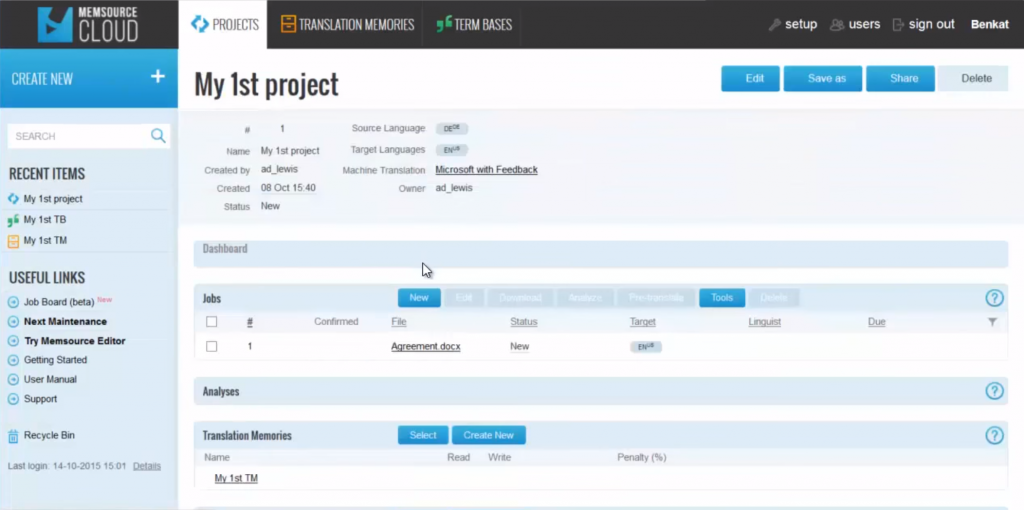 MEMSOURCE
CLOUD
PROJECTS
TRANSLATION MEMORIES
TERM BASES
setup
users
sign out
Benkat
CREATE NEW
My 1st project
Edit
Save as
Share
Delete
SEARCH
# 1
Name My 1st project
Created by ad_lewis
Created 08 Oct 15:40
Status New
Source Language DE DE
Target Languages EN
Machine Translation Microsoft with Feedback
Owner ad_lewis
RECENT ITEMS
My 1st project
My 1st TB
My 1st TM
USEFUL LINKS
Job Board (beta) New
Next Maintenance
Try Memsource Editor
Getting Started
User Manual
Support
Recycle Bin
Last login: 14-10-2015 15:01 Details
Dashboard
Jobs New Edit Download Analyze Pre-translate Tools Delete ?
# Confirmed File Status Target Linguist Due
1 Agreement.docx New EN
Analyses ?
Translation Memories Select Create New ?
Name Read Write Penalty (%)
My 1st TM